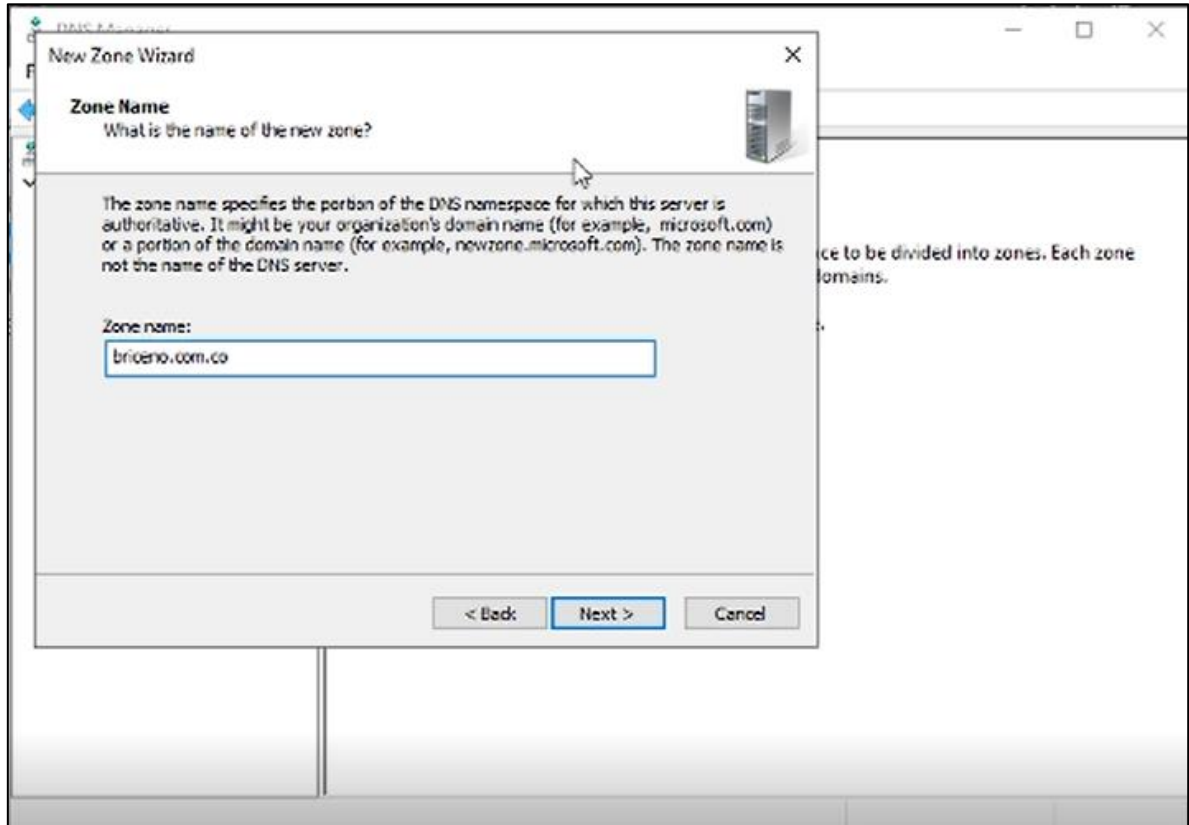 DNS Manager
New Zone Wizard
Zone Name
What is the name of the new zone?
The zone name specifies the portion of the DNS namespace for which this server is
authoritative. It might be your organization's domain name (for example, microsoft.com)
or a portion of the domain name (for example, newzone.microsoft.com). The zone name is
not the name of the DNS server.
ce to be divided into zones. Each zone
domains.
Zone name:
briceno.com.co
< Back
Next >
Cancel